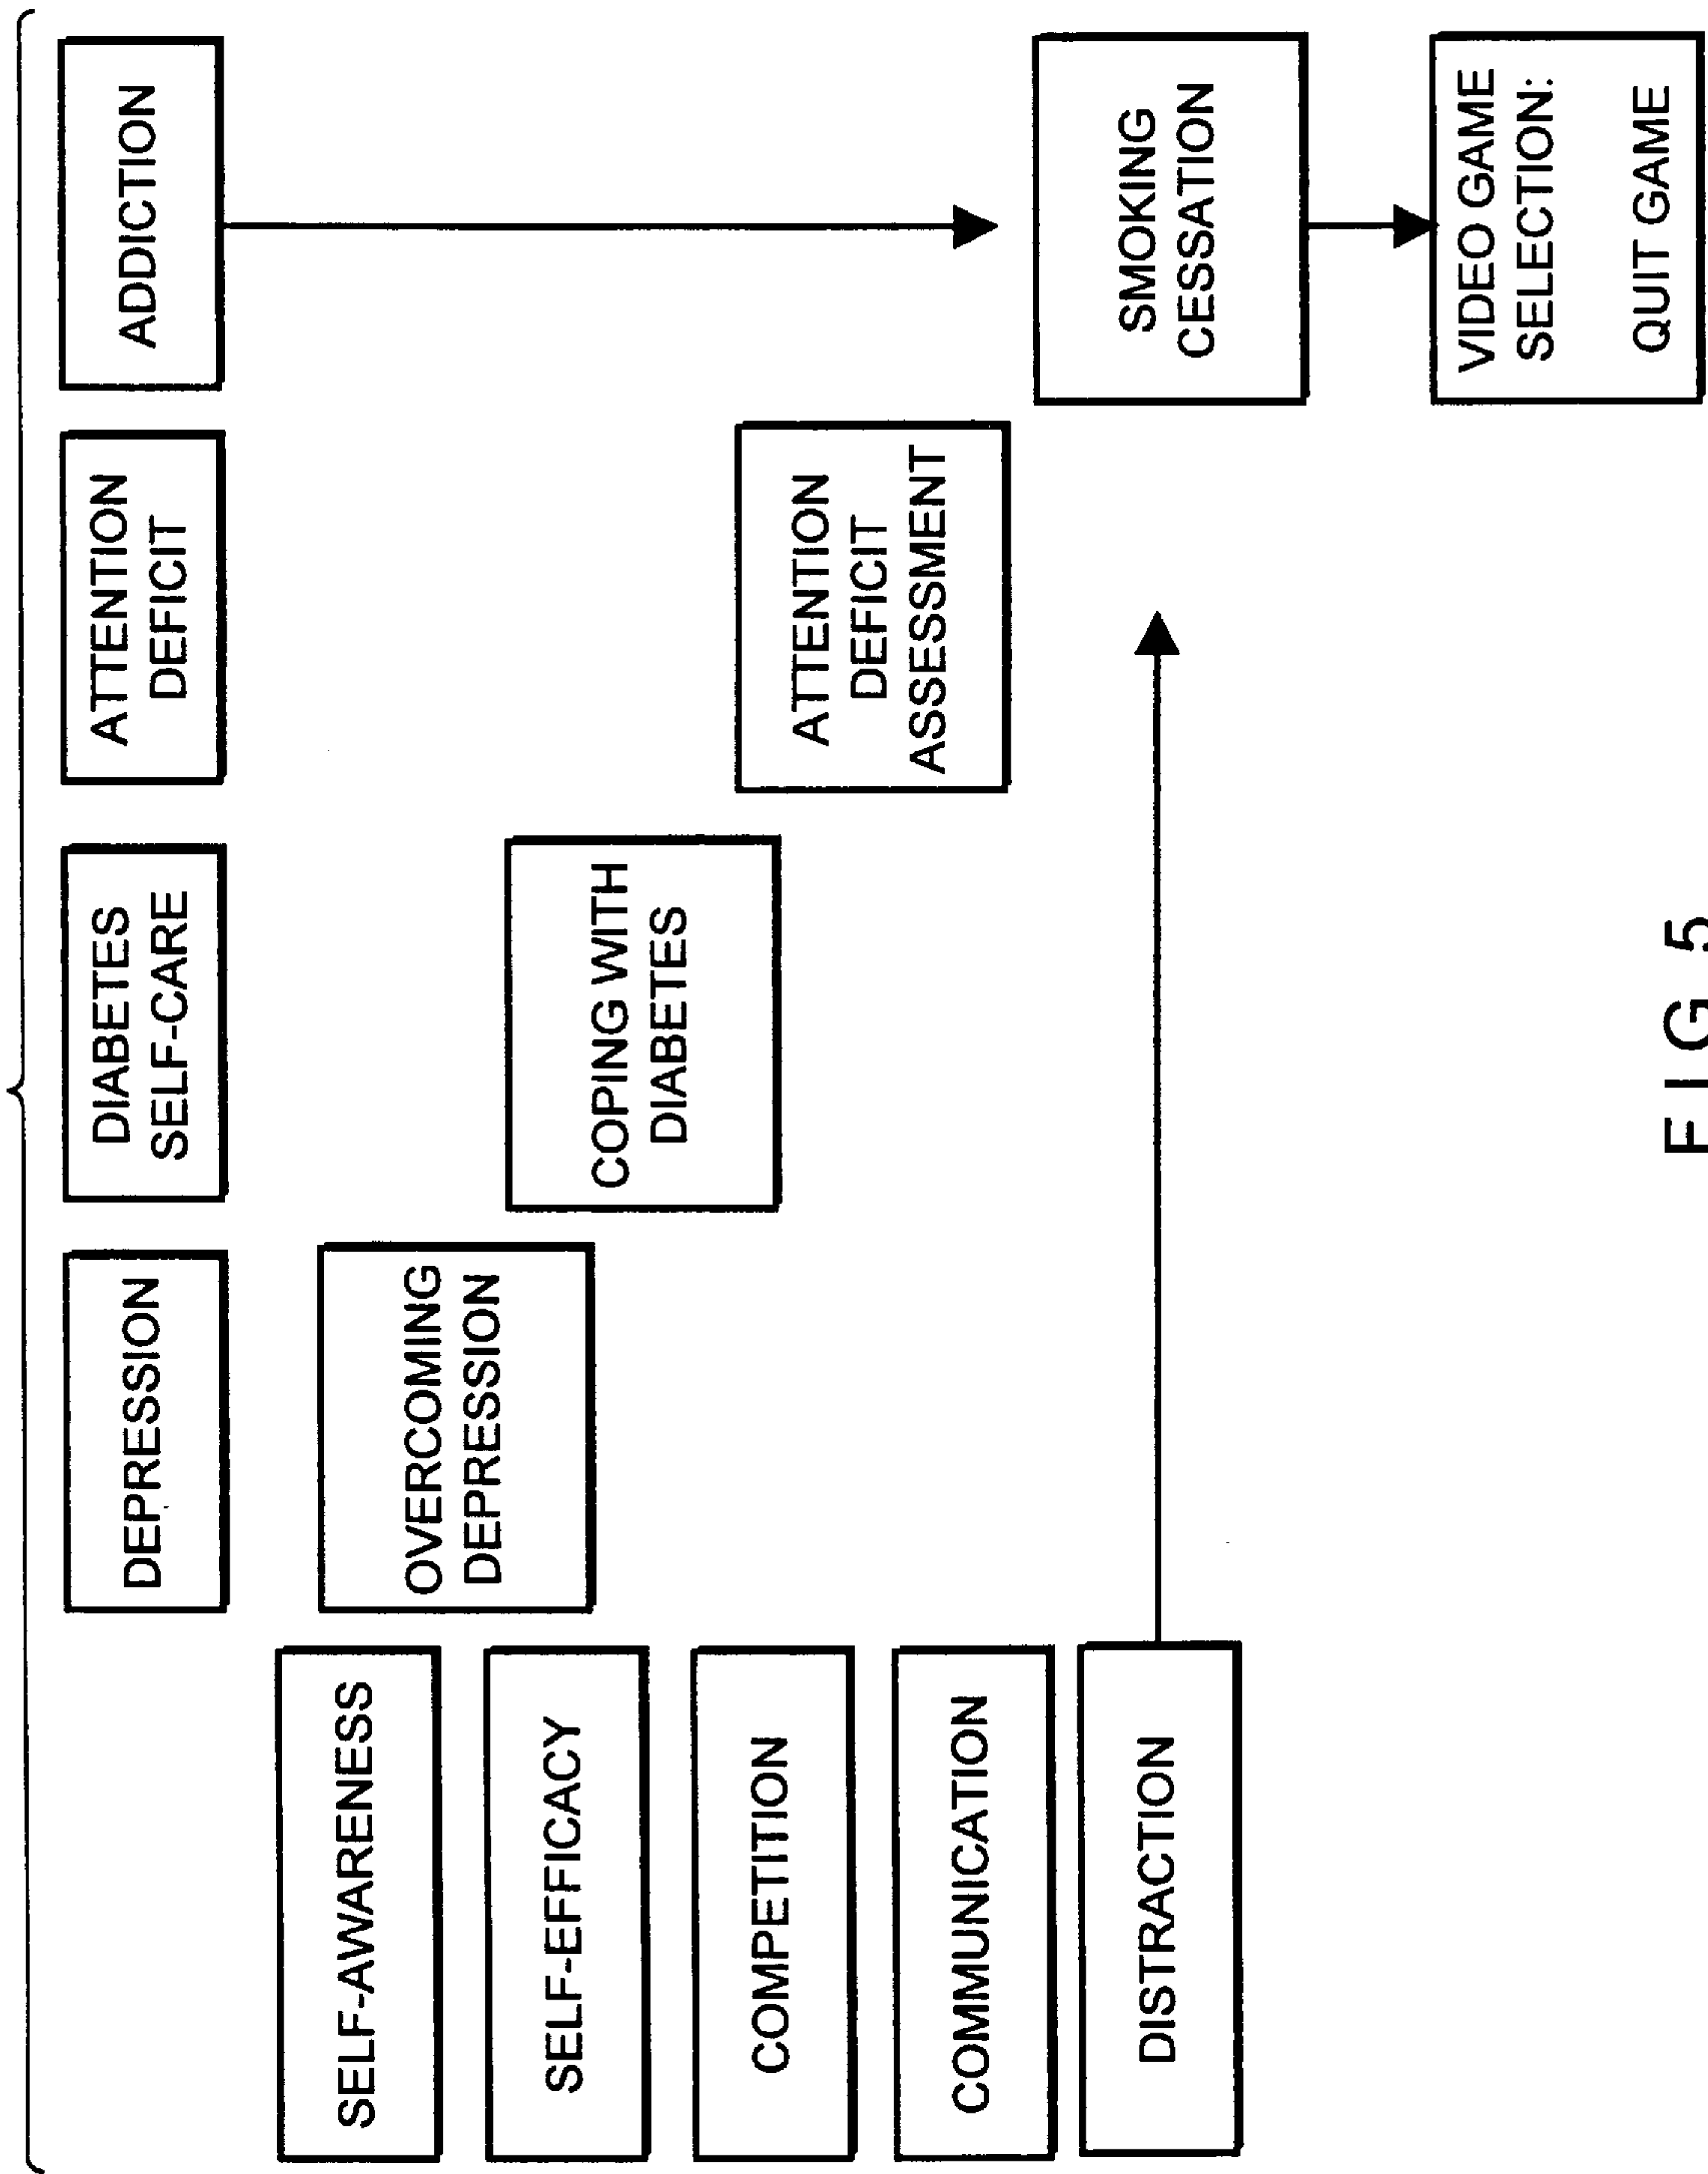 DEPRESSION
DIABETES
SELF-CARE
ATTENTION
DEFICIT
ADDICTION
SELF-AWARENESS
SELF-EFFICACY
COMPETITION
COMMUNICATION
DISTRACTION
OVERCOMING
DEPRESSION
COPING WITH
DIABETES
ATTENTION
DEFICIT
ASSESSMENT
SMOKING
CESSATION
VIDEO GAME
SELECTION:
QUIT GAME
FIG 5